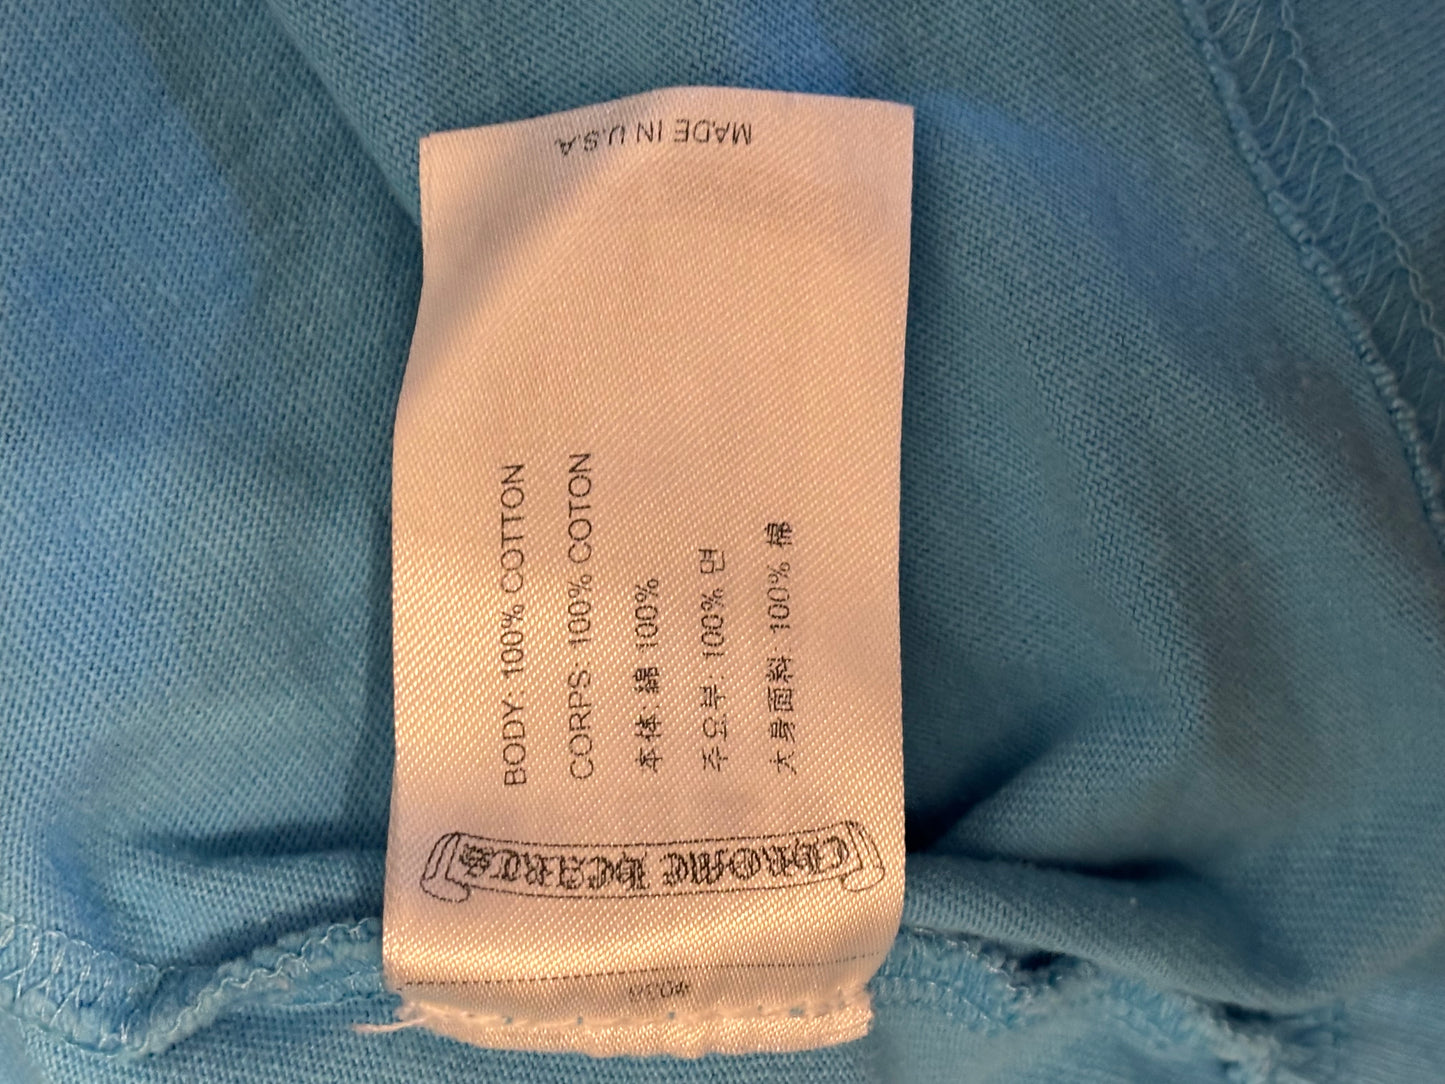 MADE IN U.S.A
BODY: 100% COTTON
CORPS: 100% COTON
本体: 綿 100%
주요부: 100% 면
大身面料: 100% 棉
CHROME HEARTS